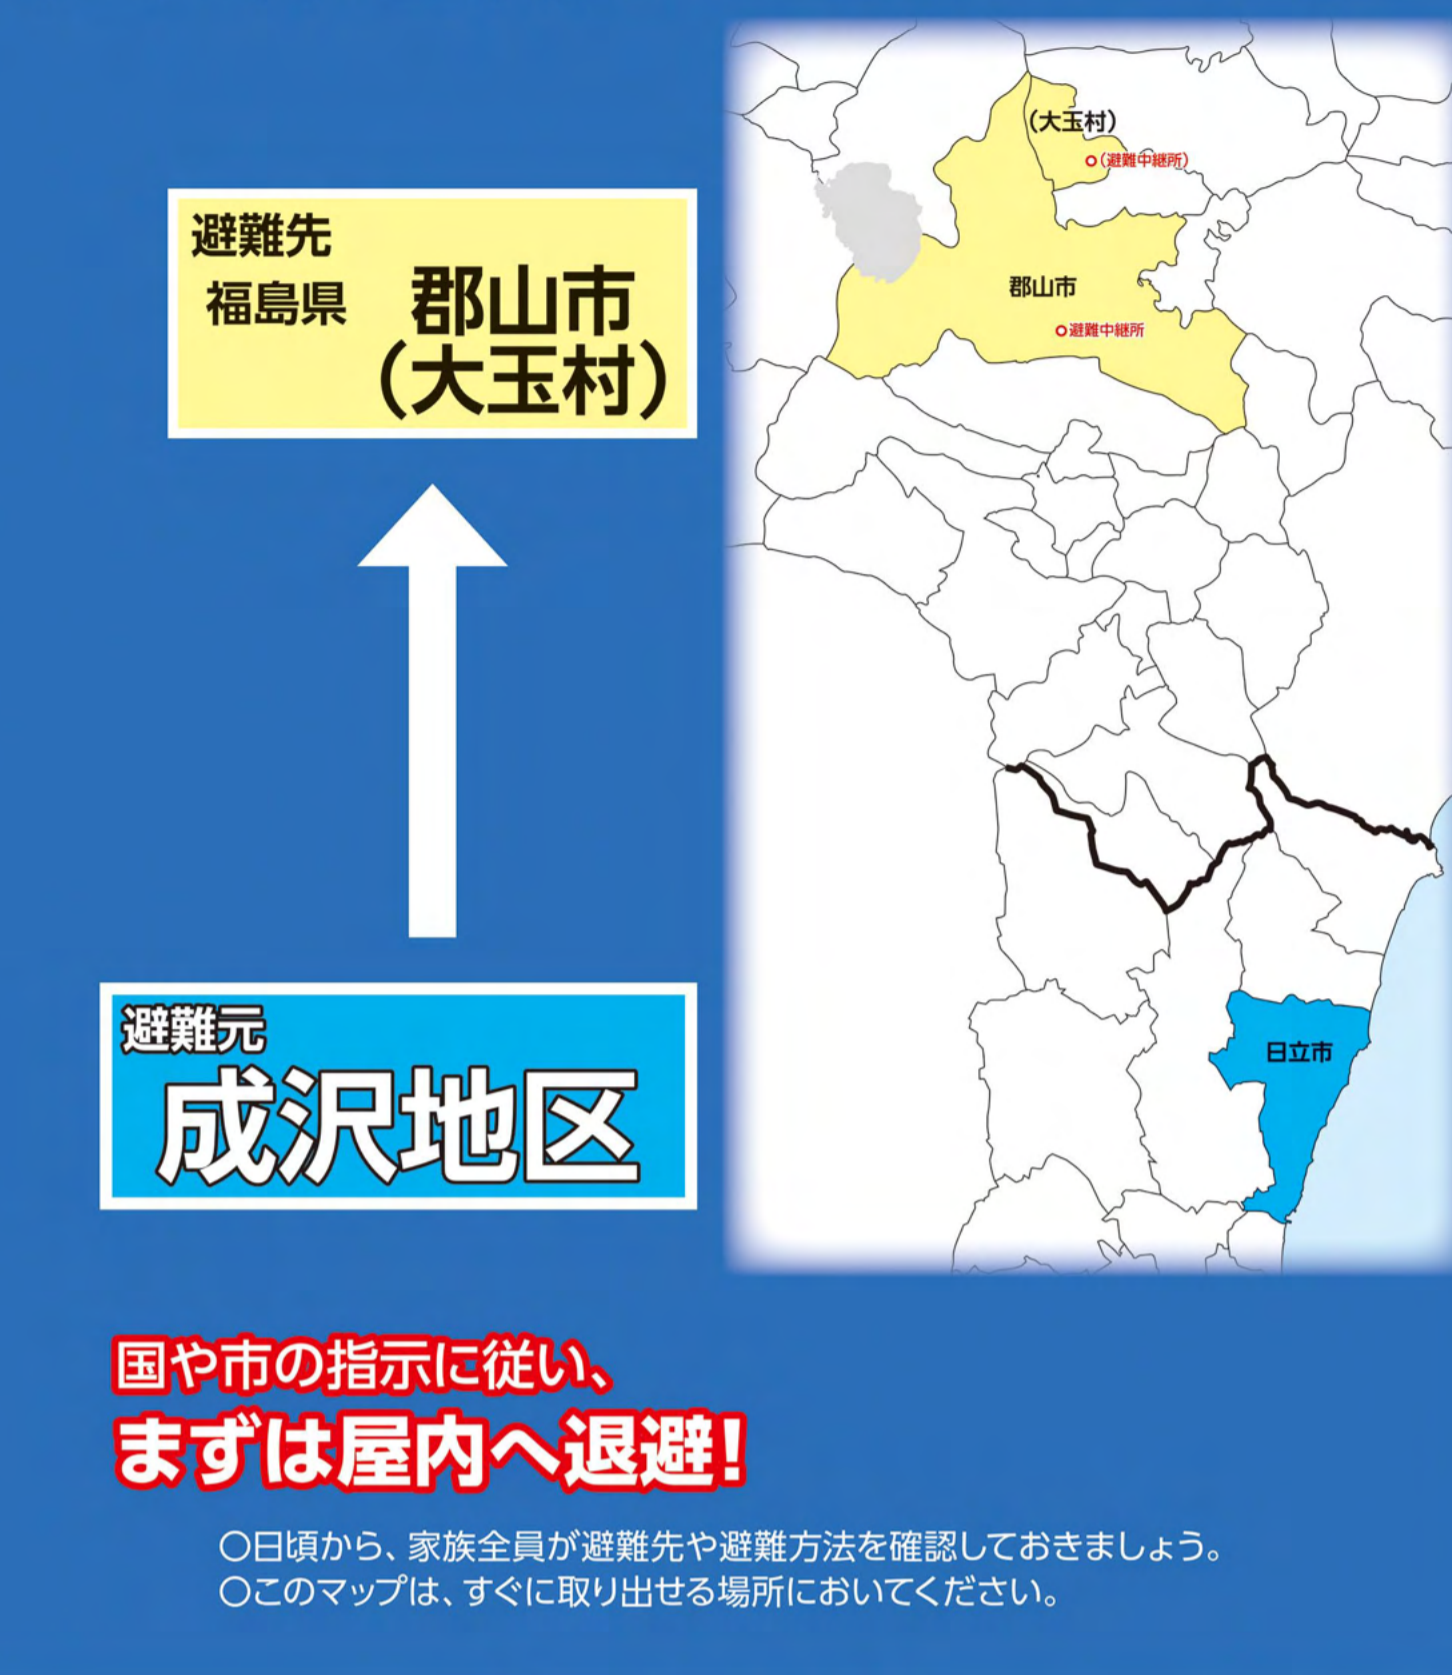 避難先
福島県 郡山市
（大玉村）
避難元
成沢地区
（大玉村）
（避難中継所）
郡山市
避難中継所
日立市
国や市の指示に従い、
まずは屋内へ退避！
〇日頃から、家族全員が避難先や避難方法を確認しておきましょう。
〇このマップは、すぐに取り出せる場所においてください。